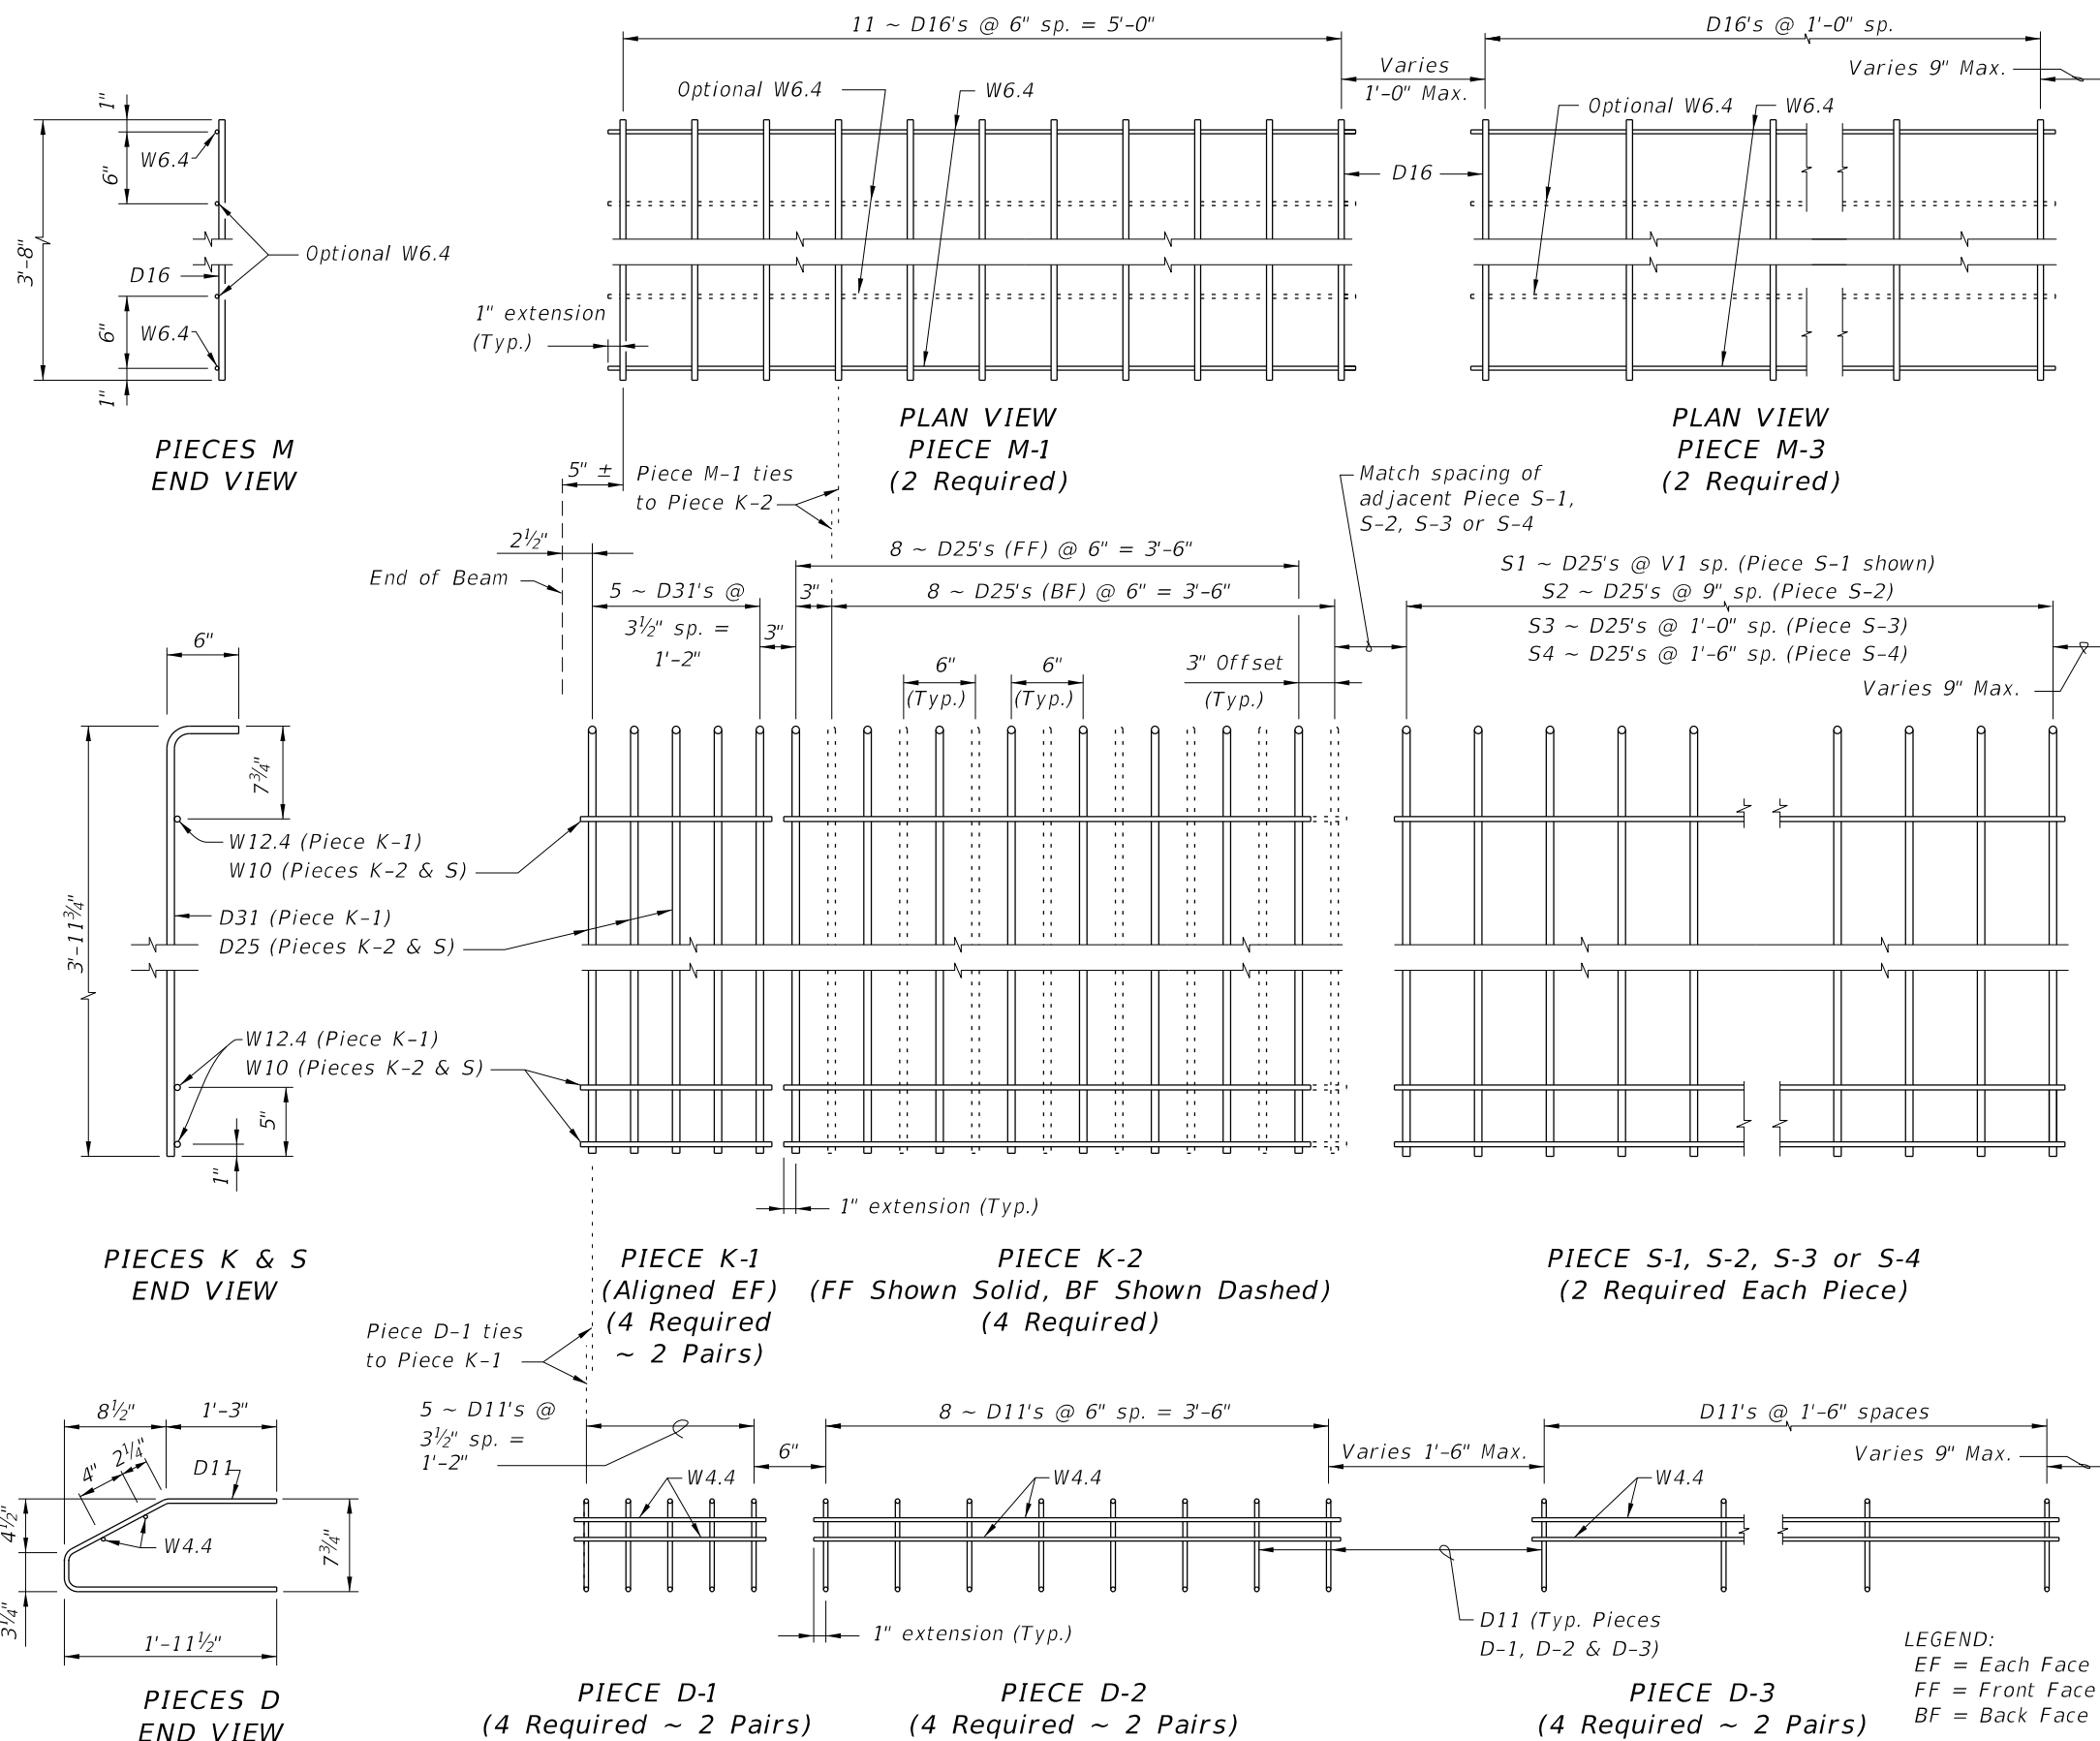 11 ~ D16's @ 6" sp. = 5'-0"
D16's @ 1'-0" sp.
Varies
1'-0" Max.
Varies 9" Max.
Optional W6.4
W6.4
Optional W6.4
W6.4
D16
1"
6"
W6.4
3'-8"
D16
Optional W6.4
6"
W6.4
1"
1" extension
(Typ.)
PIECES M
END VIEW
PLAN VIEW
PIECE M-1
(2 Required)
PLAN VIEW
PIECE M-3
(2 Required)
5" ±
Piece M-1 ties
to Piece K-2
Match spacing of
adjacent Piece S-1,
S-2, S-3 or S-4
2½"
End of Beam
8 ~ D25's (FF) @ 6" = 3'-6"
5 ~ D31's @
3½" sp. =
1'-2"
3"
8 ~ D25's (BF) @ 6" = 3'-6"
3"
6"
(Typ.)
6"
(Typ.)
3" Offset
(Typ.)
S1 ~ D25's @ V1 sp. (Piece S-1 shown)
S2 ~ D25's @ 9" sp. (Piece S-2)
S3 ~ D25's @ 1'-0" sp. (Piece S-3)
S4 ~ D25's @ 1'-6" sp. (Piece S-4)
Varies 9" Max.
6"
7¾"
3'-11¾"
W12.4 (Piece K-1)
W10 (Pieces K-2 & S)
D31 (Piece K-1)
D25 (Pieces K-2 & S)
W12.4 (Piece K-1)
W10 (Pieces K-2 & S)
5"
1"
1" extension (Typ.)
PIECES K & S
END VIEW
PIECE K-1
(Aligned EF)
(4 Required
~ 2 Pairs)
PIECE K-2
(FF Shown Solid, BF Shown Dashed)
(4 Required)
PIECE S-1, S-2, S-3 or S-4
(2 Required Each Piece)
Piece D-1 ties
to Piece K-1
8½"
1'-3"
4"
2¼"
D11
4½"
W4.4
7¾"
3¼"
1'-11½"
5 ~ D11's @
3½" sp. =
1'-2"
6"
8 ~ D11's @ 6" sp. = 3'-6"
Varies 1'-6" Max.
D11's @ 1'-6" spaces
Varies 9" Max.
W4.4
W4.4
W4.4
1" extension (Typ.)
D11 (Typ. Pieces
D-1, D-2 & D-3)
LEGEND:
EF = Each Face
FF = Front Face
BF = Back Face
PIECES D
END VIEW
PIECE D-1
(4 Required ~ 2 Pairs)
PIECE D-2
(4 Required ~ 2 Pairs)
PIECE D-3
(4 Required ~ 2 Pairs)